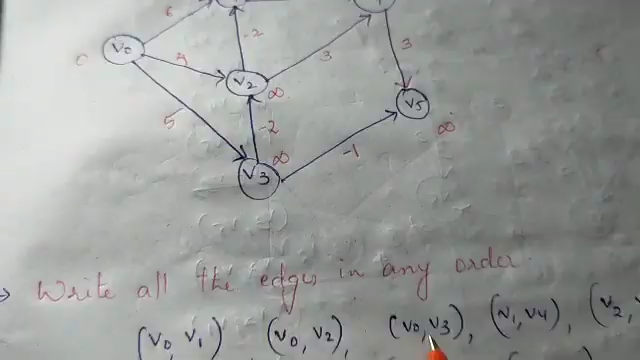 6
-2
3
3
V0
4
V2
∞
V5
5
-2
∞
∞
-1
V3
→ Write all the edges in any order
(V0, V1) (V0, V2), (V0, V3), (V1, V4), (V2,